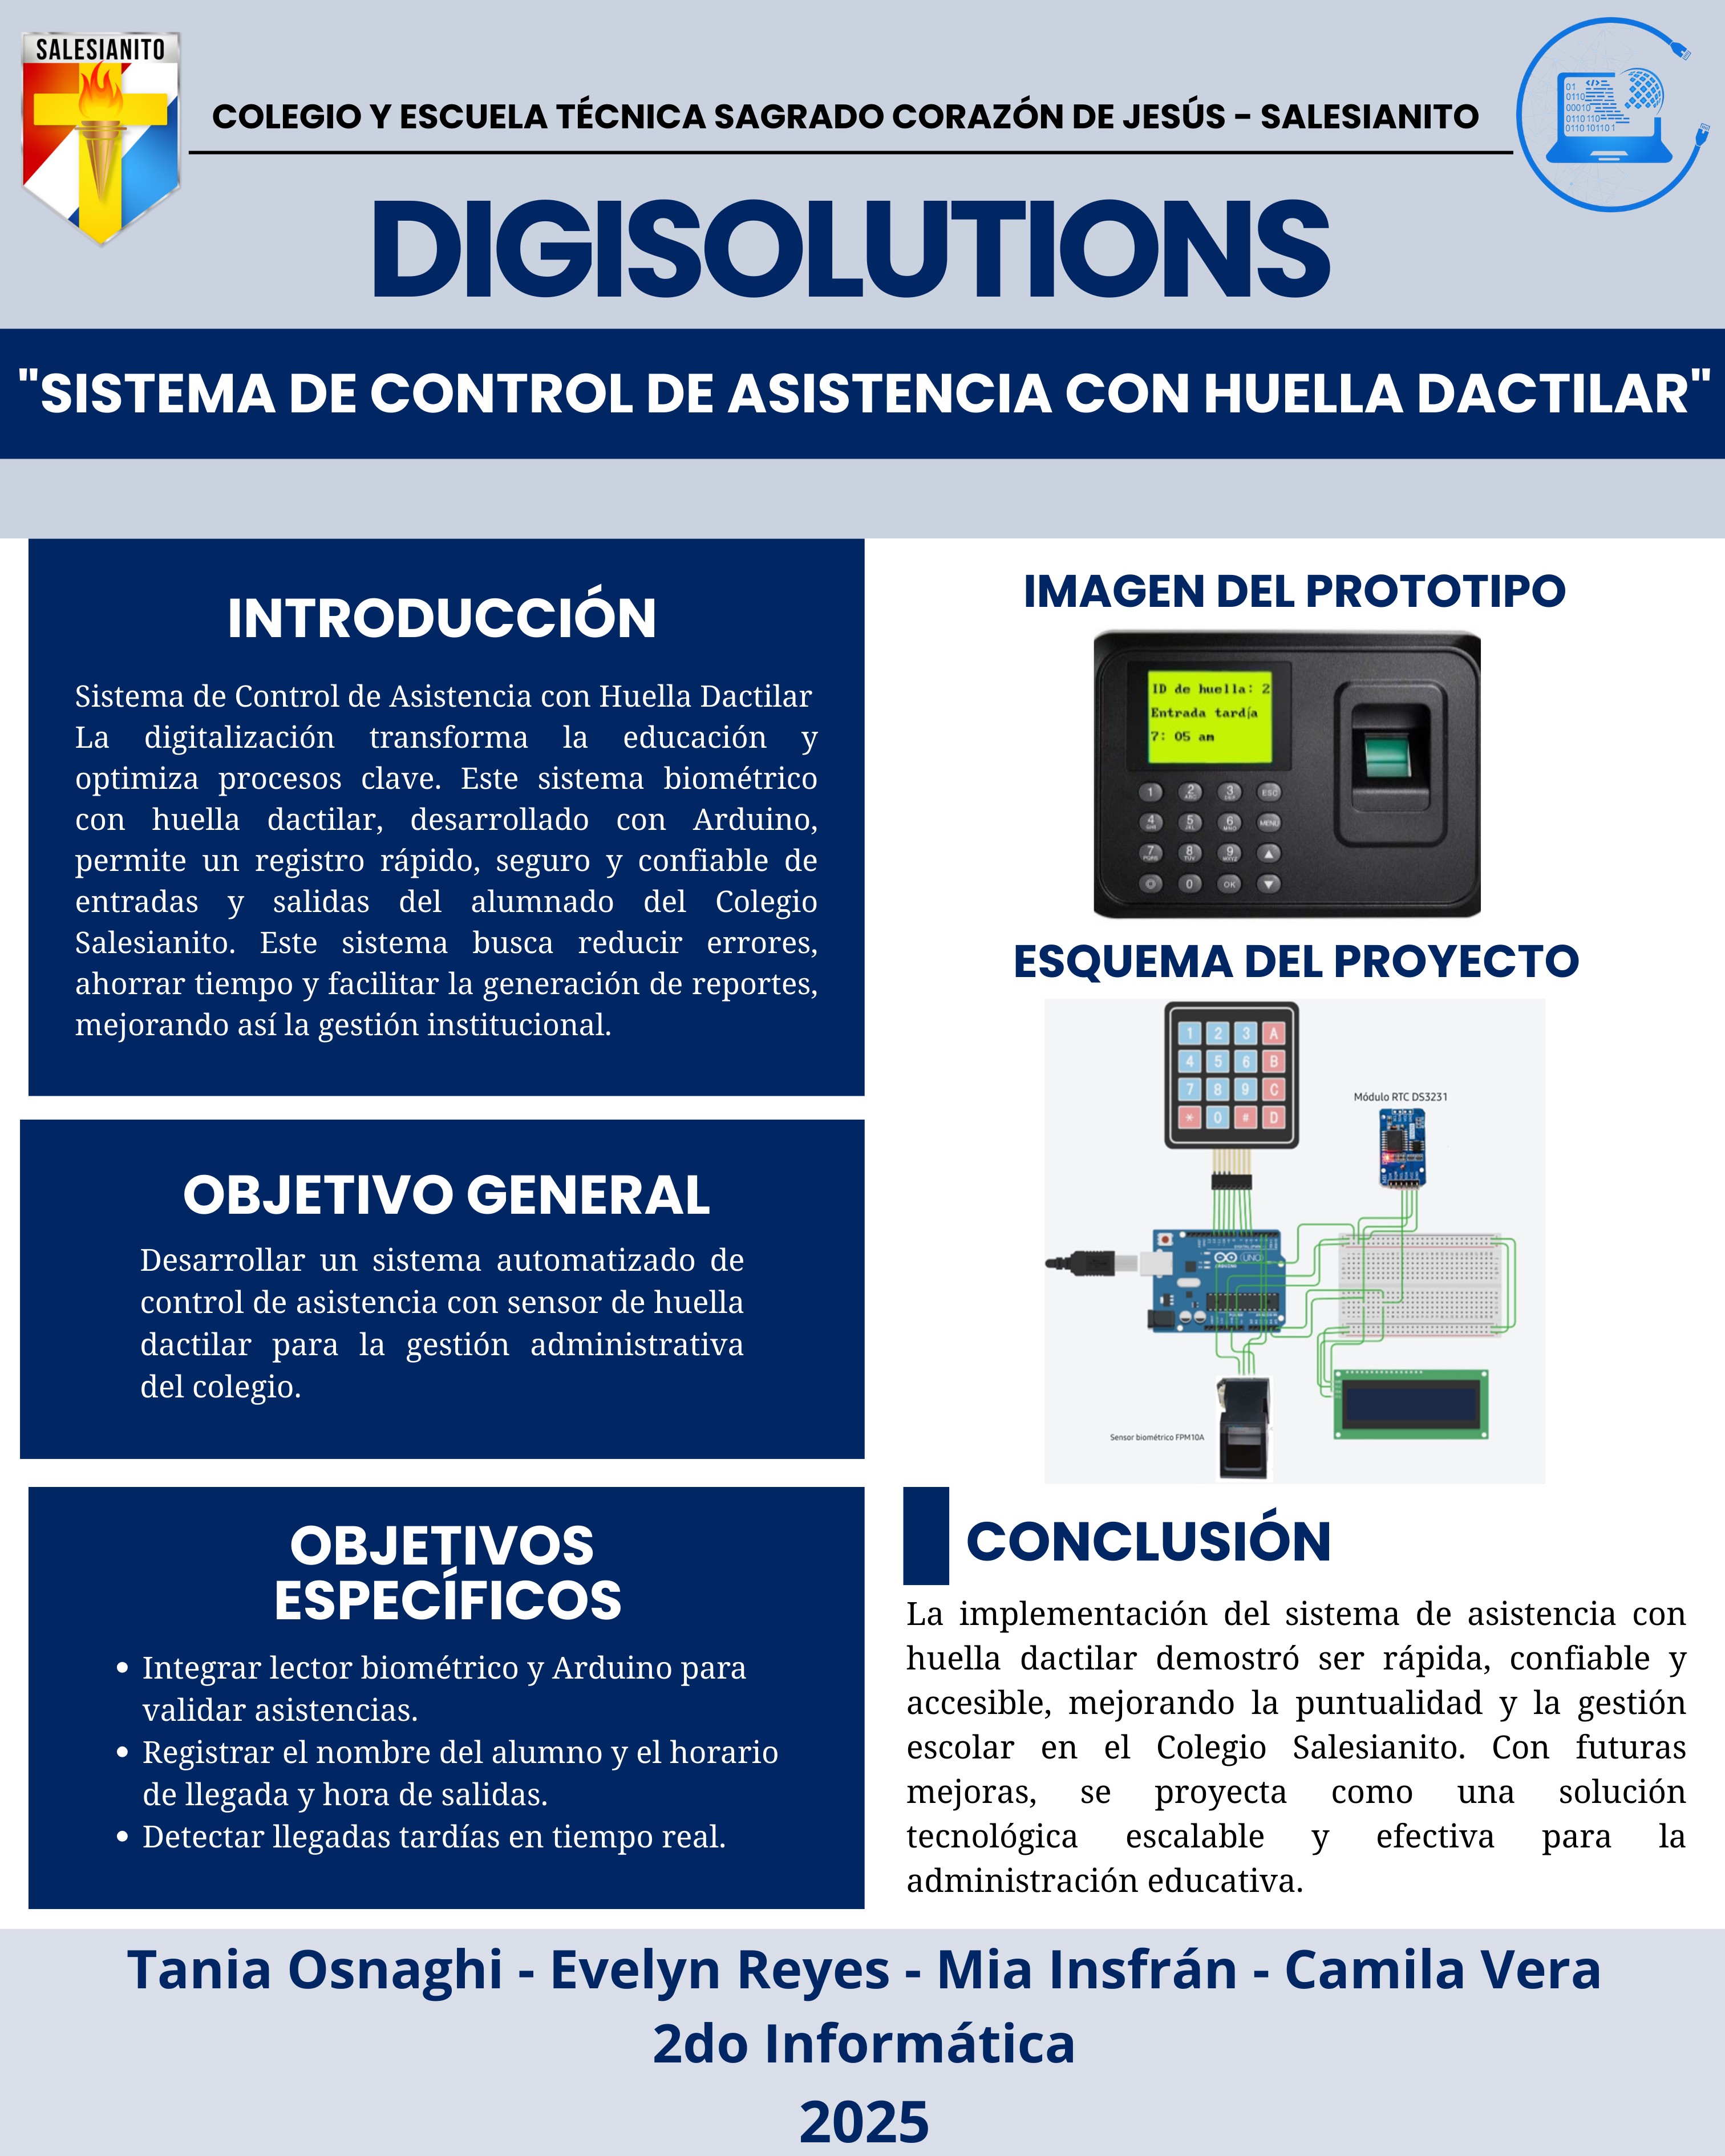 SALESIANITO
COLEGIO Y ESCUELA TÉCNICA SAGRADO CORAZÓN DE JESÚS - SALESIANITO
DIGISOLUTIONS
"SISTEMA DE CONTROL DE ASISTENCIA CON HUELLA DACTILAR"
INTRODUCCIÓN
Sistema de Control de Asistencia con Huella Dactilar
La digitalización transforma la educación y
optimiza procesos clave. Este sistema biométrico
con huella dactilar, desarrollado con Arduino,
permite un registro rápido, seguro y confiable de
entradas y salidas del alumnado del Colegio
Salesianito. Este sistema busca reducir errores,
ahorrar tiempo y facilitar la generación de reportes,
mejorando así la gestión institucional.
OBJETIVO GENERAL
Desarrollar un sistema automatizado de
control de asistencia con sensor de huella
dactilar para la gestión administrativa
del colegio.
OBJETIVOS
ESPECÍFICOS
• Integrar lector biométrico y Arduino para
validar asistencias.
• Registrar el nombre del alumno y el horario
de llegada y hora de salidas.
• Detectar llegadas tardías en tiempo real.
IMAGEN DEL PROTOTIPO
ID de huella: 2
Entrada tardía
7: 05 am
1 2 3 ESC
4 5 6 MENU
7 8 9
0 OK
ESQUEMA DEL PROYECTO
1 2 3 A
4 5 6 B
7 8 9 C
* 0 # D
Módulo RTC DS3231
UNO
Sensor biométrico FPM10A
CONCLUSIÓN
La implementación del sistema de asistencia con
huella dactilar demostró ser rápida, confiable y
accesible, mejorando la puntualidad y la gestión
escolar en el Colegio Salesianito. Con futuras
mejoras, se proyecta como una solución
tecnológica escalable y efectiva para la
administración educativa.
Tania Osnaghi - Evelyn Reyes - Mia Insfrán - Camila Vera
2do Informática
2025